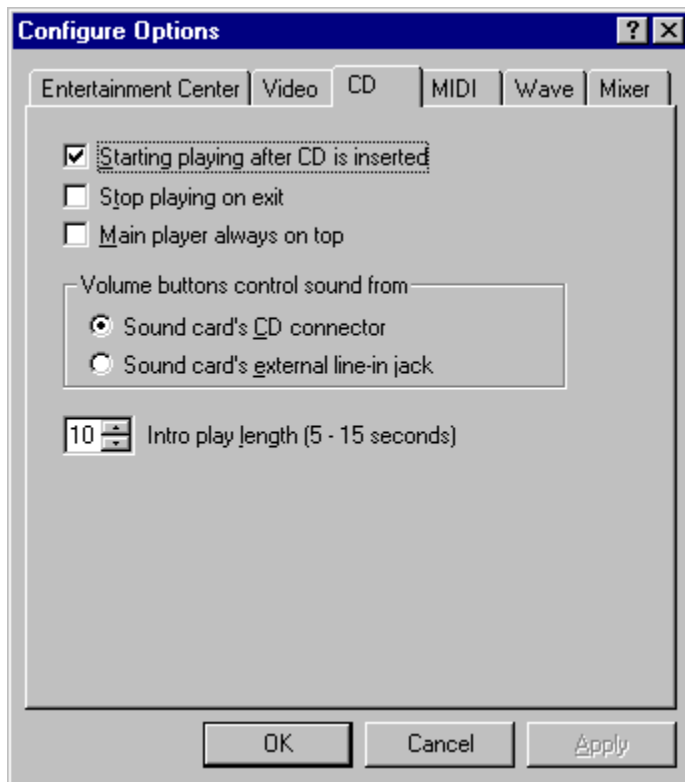 Configure Options
Entertainment Center Video CD MIDI Wave Mixer
Starting playing after CD is inserted
Stop playing on exit
Main player always on top
Volume buttons control sound from
Sound card's CD connector
Sound card's external line-in jack
10 Intro play length (5 - 15 seconds)
OK Cancel Apply